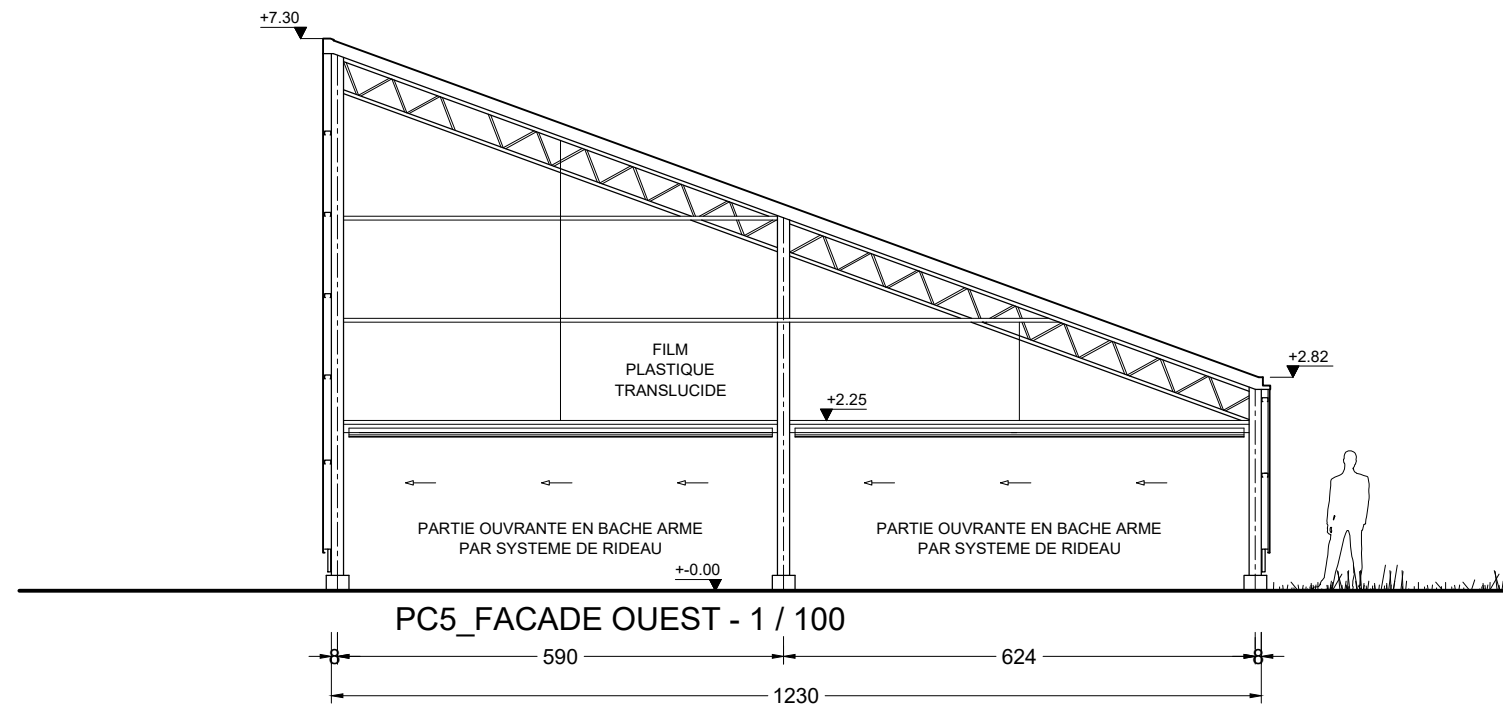 +7.30
+2.82
FILM
PLASTIQUE
TRANSLUCIDE
+2.25
PARTIE OUVRANTE EN BACHE ARME
PAR SYSTEME DE RIDEAU
PARTIE OUVRANTE EN BACHE ARME
PAR SYSTEME DE RIDEAU
+-0.00
PC5_FACADE OUEST - 1 / 100
8 590 624 8
1230